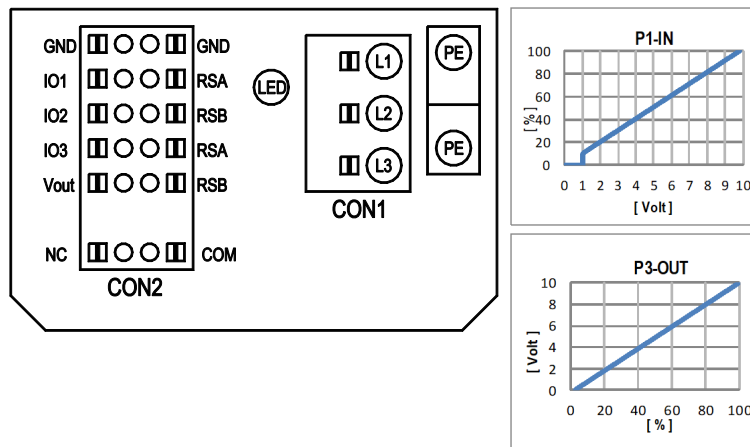 GND GND
IO1 RSA
IO2 RSB
IO3 RSA
Vout RSB
NC COM
CON2
LED
L1
L2
L3
CON1
PE
PE
P1-IN
100
80
60
40
20
0
[ % ]
0 1 2 3 4 5 6 7 8 9 10
[ Volt ]
P3-OUT
10
8
6
4
2
0
[ Volt ]
0 20 40 60 80 100
[ % ]